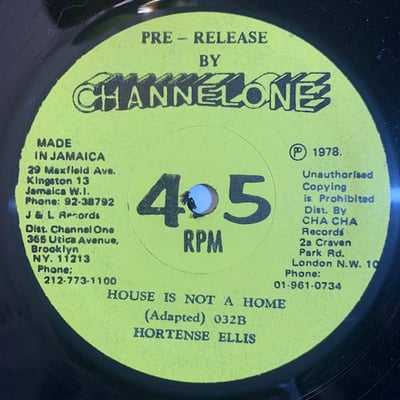 PRE - RELEASE
BY
CHANNEL ONE
MADE
IN JAMAICA
29 Maxfield Ave.
Kingston 13
Jamaica W.I.
Phone: 92-38792
J & L Records
Dist. Channel One
365 Utica Avenue,
Brooklyn
NY. 11213
Phone;
212-773-1100
45
RPM
Ⓟ 1978.
Unauthorised
Copying
is Prohibited
Dist. By
CHA CHA
Records
2a Craven
Park Rd.
London N.W. 10
Phone:
01-961-0734
HOUSE IS NOT A HOME
(Adapted) 032B
HORTENSE ELLIS